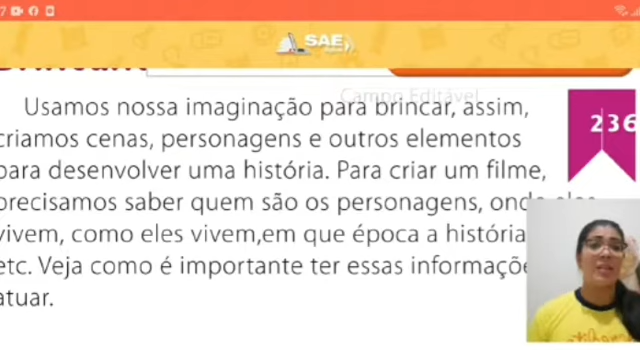 SAE
Campo Editável
Usamos nossa imaginação para brincar, assim,
criamos cenas, personagens e outros elementos
para desenvolver uma história. Para criar um filme,
precisamos saber quem são os personagens,
vivem, como eles vivem,em que época a história
etc. Veja como é importante ter essas
atuar.
236